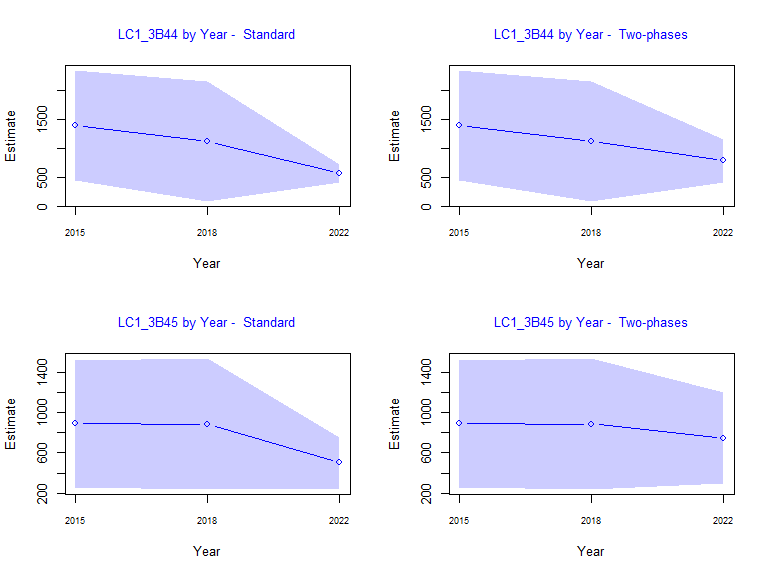 LC1_3B44 by Year -  Standard
Estimate
0 500 1500
2015 2018 2022
Year
LC1_3B44 by Year -  Two-phases
Estimate
0 500 1500
2015 2018 2022
Year
LC1_3B45 by Year -  Standard
Estimate
200 600 1000 1400
2015 2018 2022
Year
LC1_3B45 by Year -  Two-phases
Estimate
200 600 1000 1400
2015 2018 2022
Year